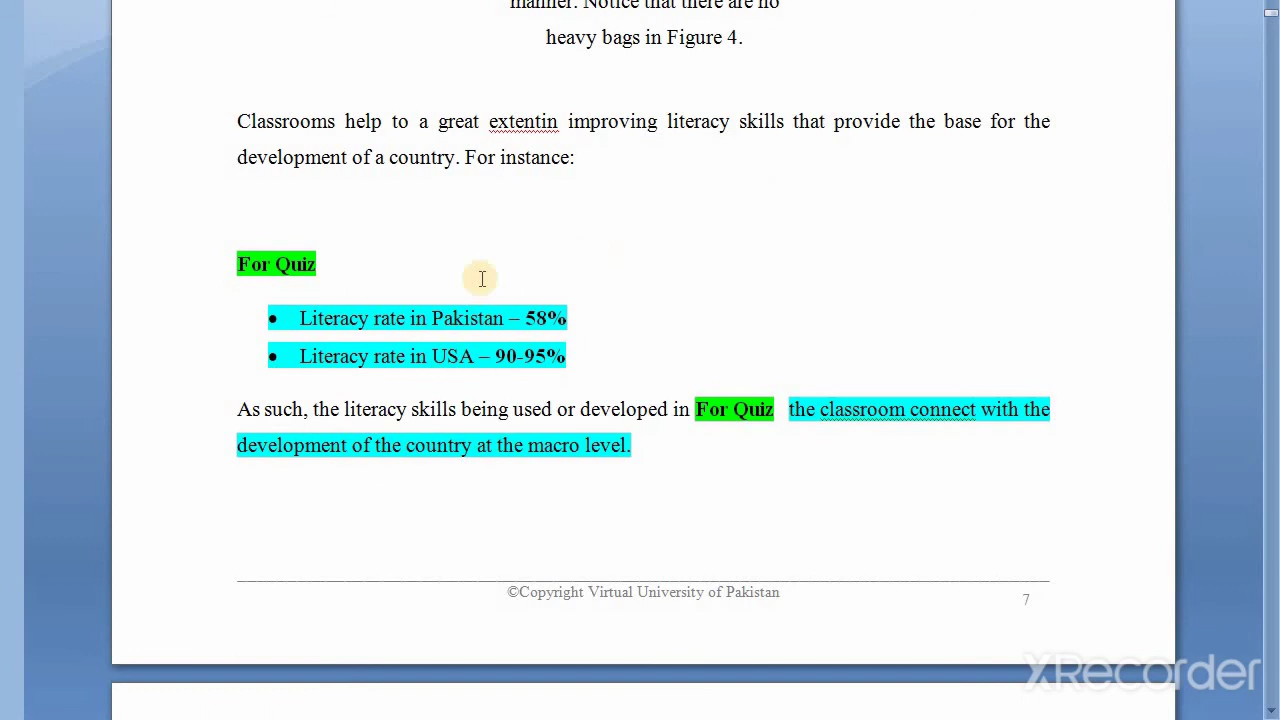 manner. Notice that there are no
heavy bags in Figure 4.
Classrooms help to a great extentin improving literacy skills that provide the base for the
development of a country. For instance:
For Quiz
• Literacy rate in Pakistan – 58%
• Literacy rate in USA – 90-95%
As such, the literacy skills being used or developed in For Quiz the classroom connect with the
development of the country at the macro level.
©Copyright Virtual University of Pakistan
7
XRecorder